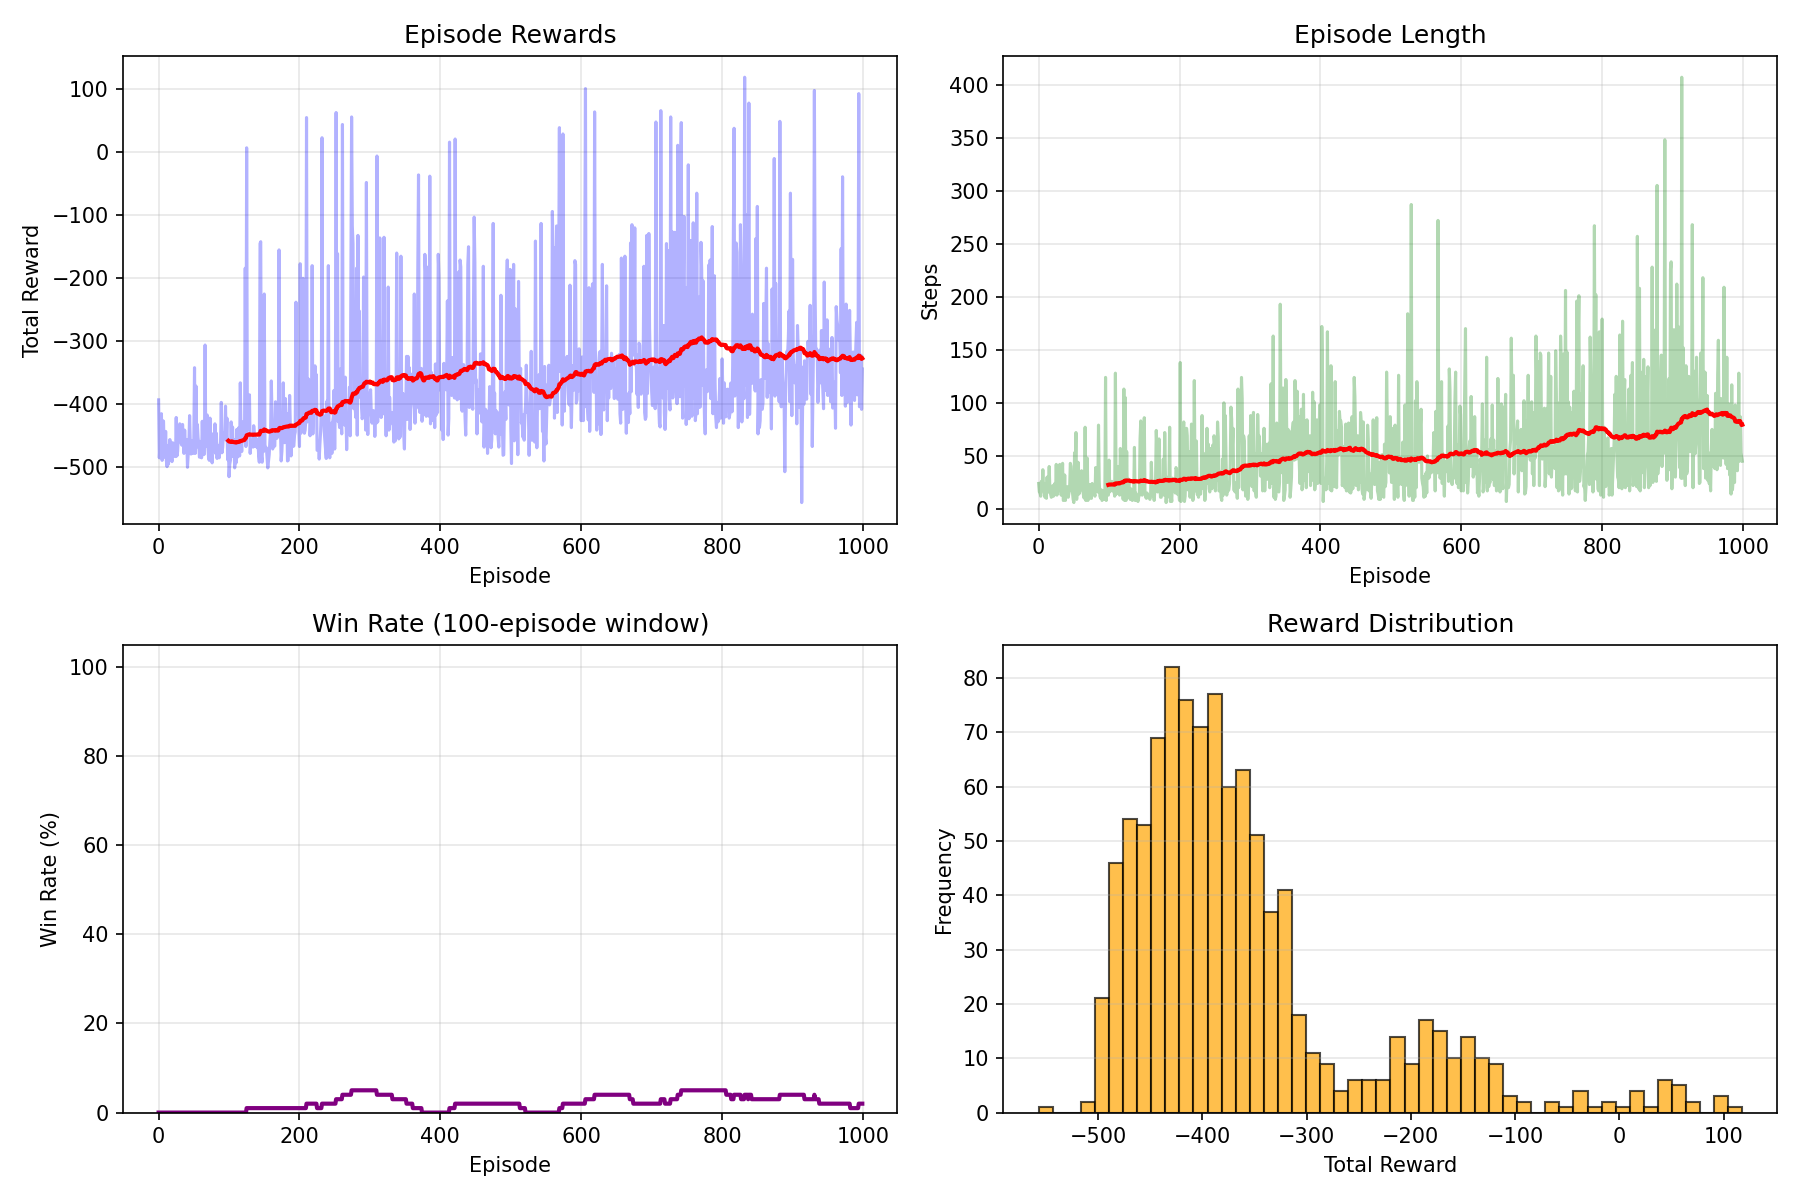 Episode Rewards
Total Reward
100
0
−100
−200
−300
−400
−500
0 200 400 600 800 1000
Episode
Episode Length
Steps
400
350
300
250
200
150
100
50
0
0 200 400 600 800 1000
Episode
Win Rate (100-episode window)
Win Rate (%)
100
80
60
40
20
0
0 200 400 600 800 1000
Episode
Reward Distribution
Frequency
80
70
60
50
40
30
20
10
0
−500 −400 −300 −200 −100 0 100
Total Reward